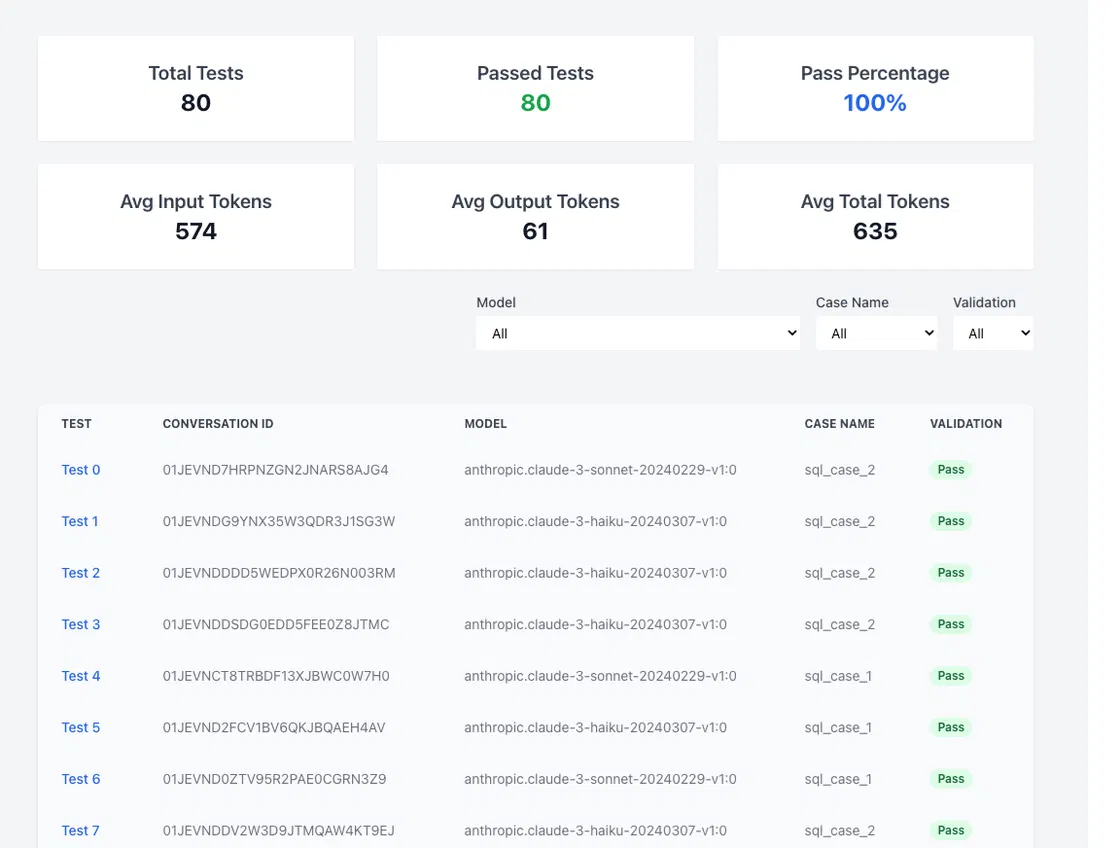 Total Tests Passed Tests Pass Percentage
80 80 100%
Avg Input Tokens Avg Output Tokens Avg Total Tokens
574 61 635
Model Case Name Validation
All All All
TEST CONVERSATION ID MODEL CASE NAME VALIDATION
Test 0 01JEVND7HRPNZGN2JNARS8AJG4 anthropic.claude-3-sonnet-20240229-v1:0 sql_case_2 Pass
Test 1 01JEVNDG9YNX35W3QDR3J1SG3W anthropic.claude-3-haiku-20240307-v1:0 sql_case_2 Pass
Test 2 01JEVNDDDD5WEDPX0R26N003RM anthropic.claude-3-haiku-20240307-v1:0 sql_case_2 Pass
Test 3 01JEVNDDSDG0EDD5FEE0Z8JTMC anthropic.claude-3-haiku-20240307-v1:0 sql_case_2 Pass
Test 4 01JEVNCT8TRBDF13XJBWC0W7H0 anthropic.claude-3-sonnet-20240229-v1:0 sql_case_1 Pass
Test 5 01JEVND2FCV1BV6QKJBQAEH4AV anthropic.claude-3-haiku-20240307-v1:0 sql_case_1 Pass
Test 6 01JEVND0ZTV95R2PAE0CGRN3Z9 anthropic.claude-3-sonnet-20240229-v1:0 sql_case_1 Pass
Test 7 01JEVNDDV2W3D9JTMQAW4KT9EJ anthropic.claude-3-haiku-20240307-v1:0 sql_case_2 Pass